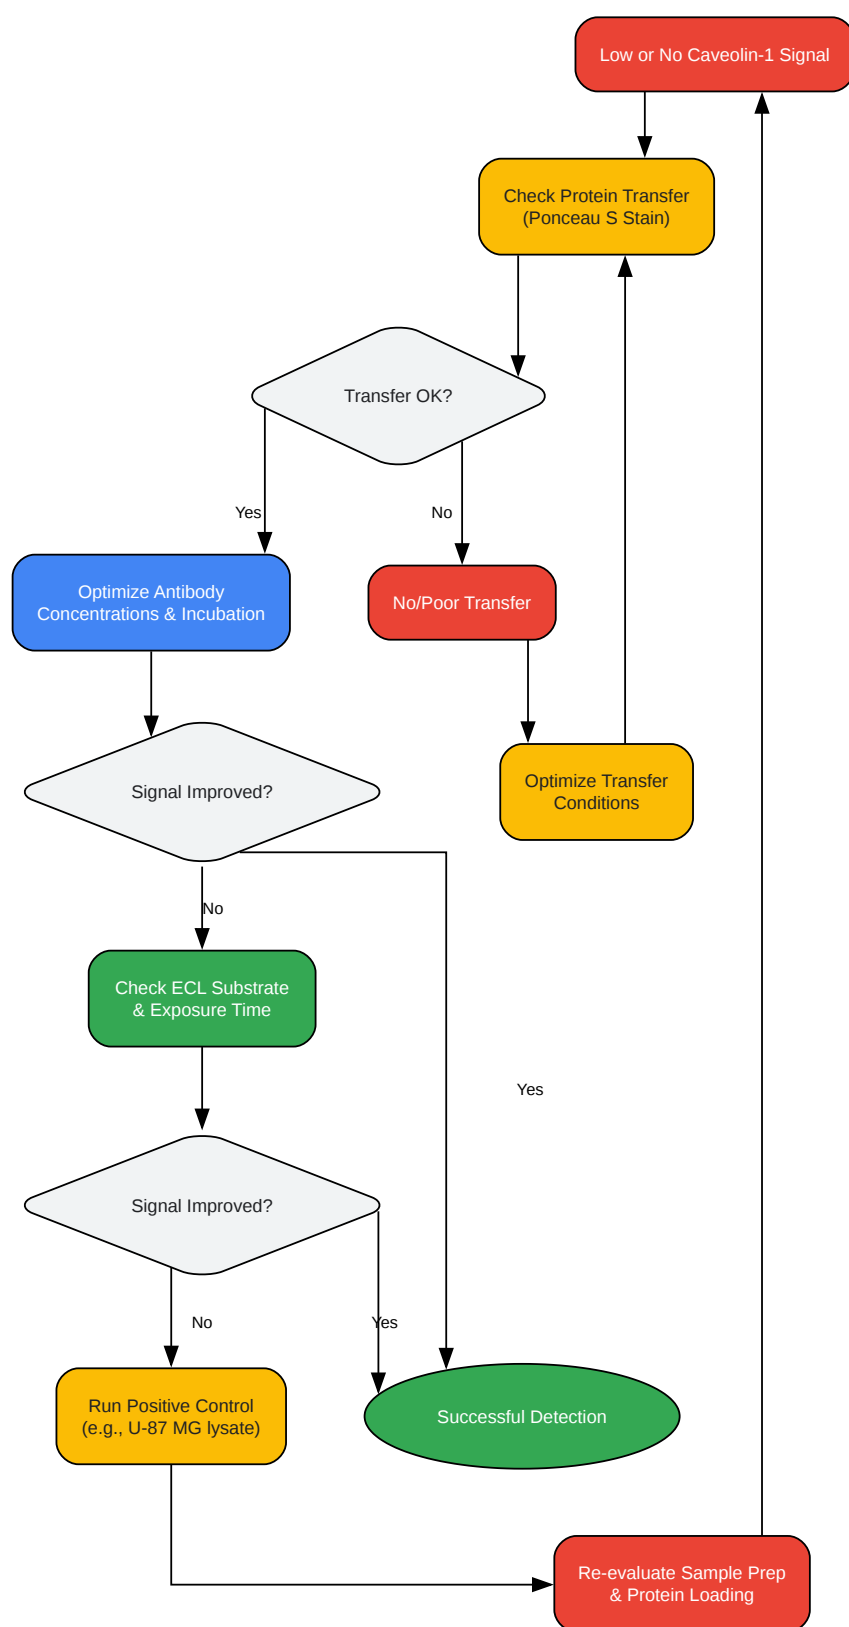 Low or No Caveolin-1 Signal
Check Protein Transfer
(Ponceau S Stain)
Transfer OK?
Yes
No
Optimize Antibody
Concentrations & Incubation
No/Poor Transfer
Optimize Transfer
Conditions
Signal Improved?
No
Check ECL Substrate
& Exposure Time
Yes
Signal Improved?
No
Yes
Run Positive Control
(e.g., U-87 MG lysate)
Successful Detection
Re-evaluate Sample Prep
& Protein Loading